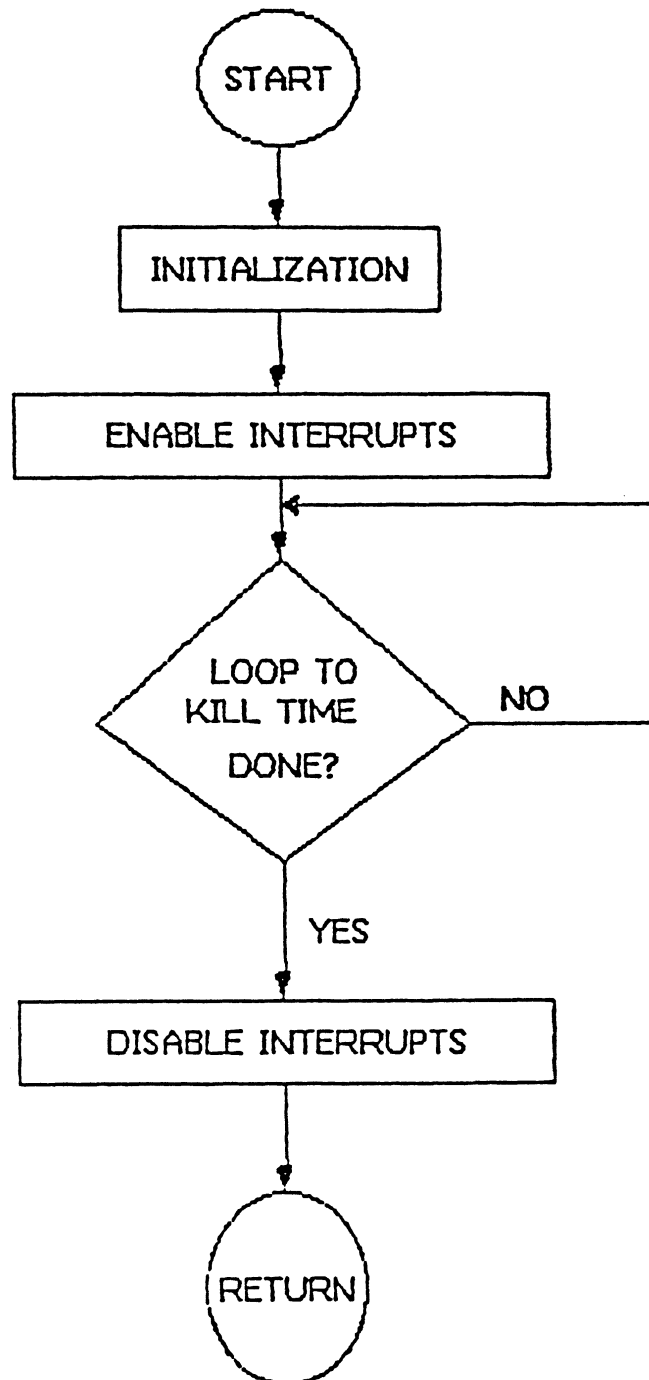 START
INITIALIZATION
ENABLE INTERRUPTS
LOOP TO
KILL TIME
DONE?
NO
YES
DISABLE INTERRUPTS
RETURN